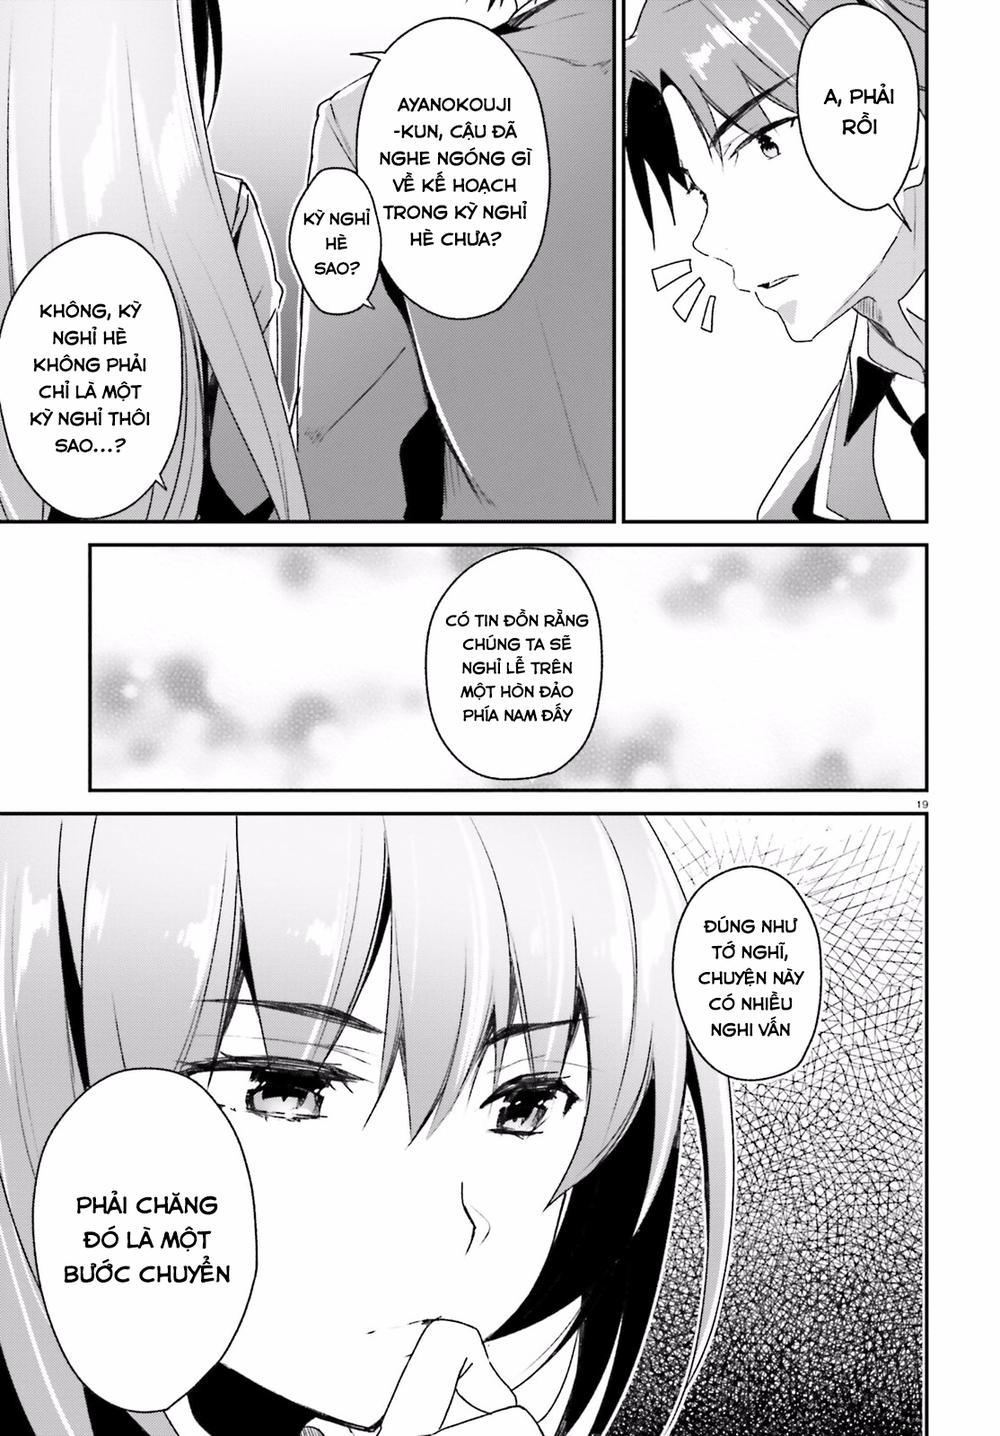 A, PHẢI
RỒI
AYANOKOUJI
-KUN, CẬU ĐÃ
NGHE NGÓNG GÌ
VỀ KẾ HOẠCH
TRONG KỲ NGHỈ
HÈ CHƯA?
KỲ NGHỈ
HÈ
SAO?
KHÔNG, KỲ
NGHỈ HÈ
KHÔNG PHẢI
CHỈ LÀ MỘT
KỲ NGHỈ THÔI
SAO...?
CÓ TIN ĐỒN RẰNG
CHÚNG TA SẼ
NGHỈ LỄ TRÊN
MỘT HÒN ĐẢO
PHÍA NAM ĐẤY
19
ĐÚNG NHƯ
TỚ NGHĨ,
CHUYỆN NÀY
CÓ NHIỀU
NGHI VẤN
PHẢI CHĂNG
ĐÓ LÀ MỘT
BƯỚC CHUYỂN